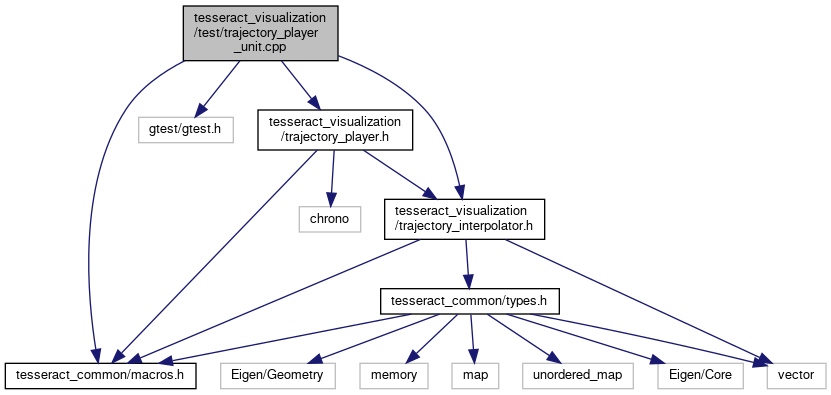 tesseract_visualization
/test/trajectory_player
_unit.cpp
gtest/gtest.h
tesseract_visualization
/trajectory_player.h
chrono
tesseract_visualization
/trajectory_interpolator.h
tesseract_common/types.h
tesseract_common/macros.h
Eigen/Geometry
memory
map
unordered_map
Eigen/Core
vector